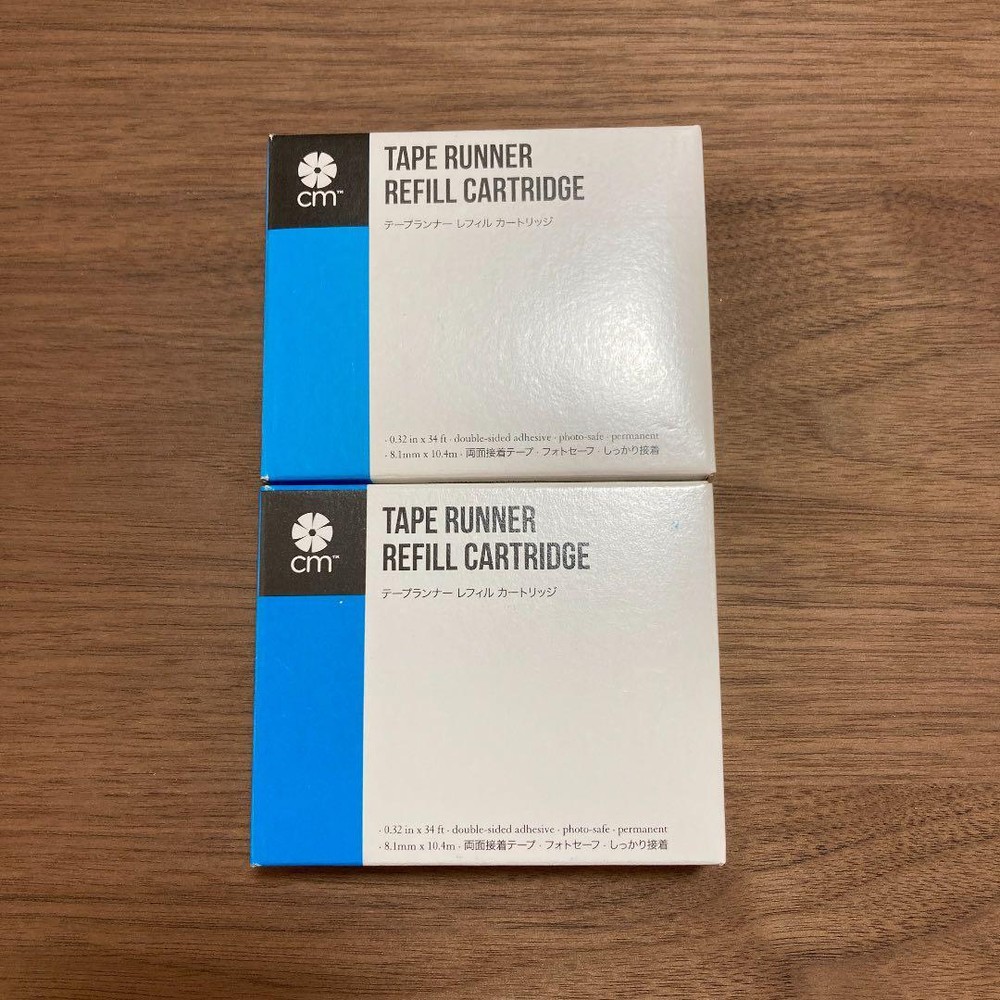 cm™
TAPE RUNNER
REFILL CARTRIDGE
テープランナー レフィル カートリッジ
· 0.32 in x 34 ft · double-sided adhesive · photo-safe · permanent
· 8.1mm x 10.4m · 両面接着テープ · フォトセーフ · しっかり接着
cm™
TAPE RUNNER
REFILL CARTRIDGE
テープランナー レフィル カートリッジ
· 0.32 in x 34 ft · double-sided adhesive · photo-safe · permanent
· 8.1mm x 10.4m · 両面接着テープ · フォトセーフ · しっかり接着